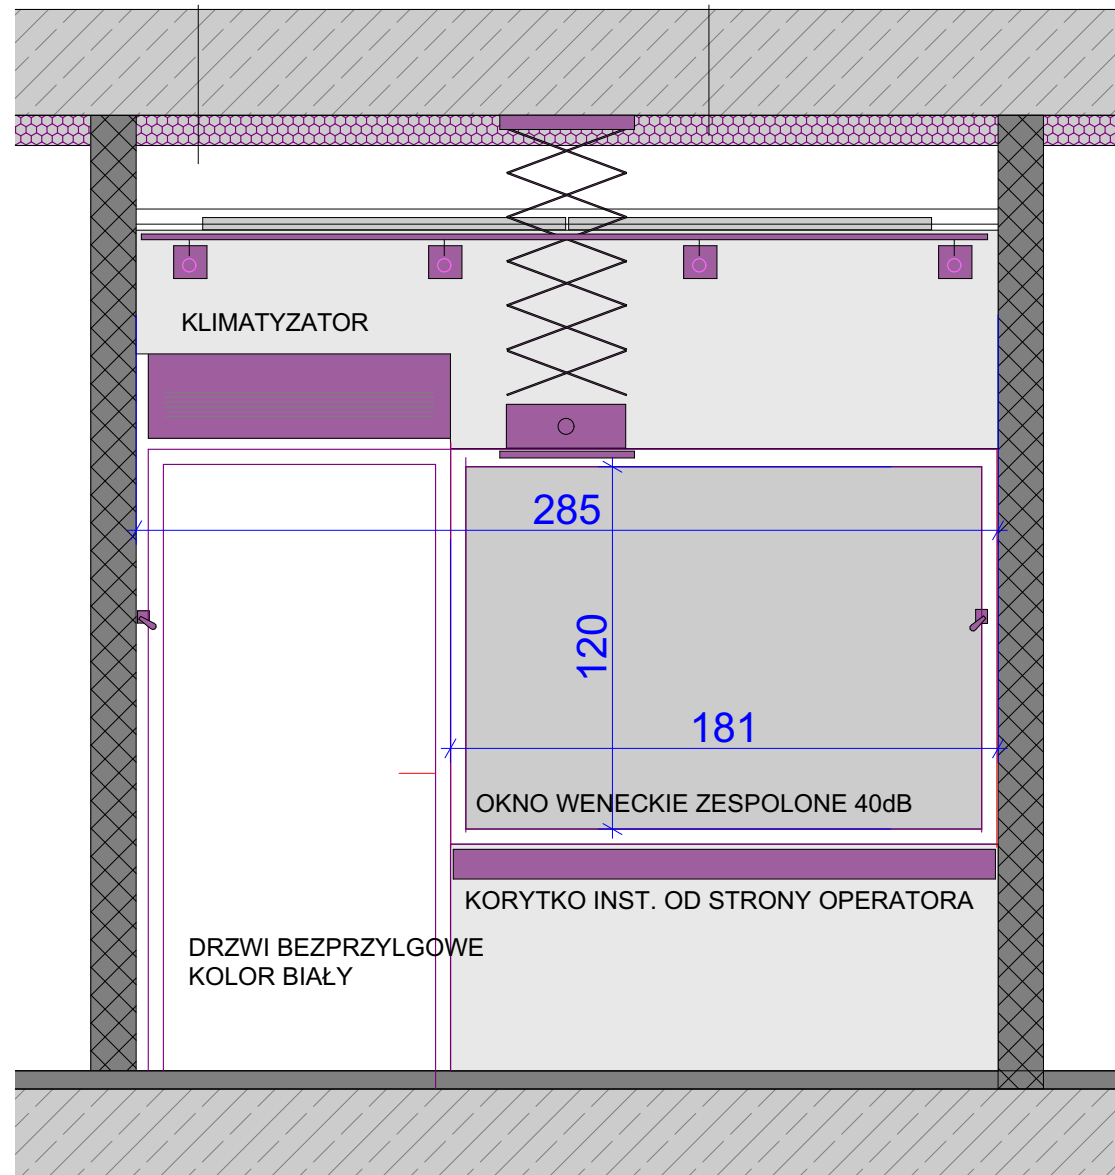 KLIMATYZATOR
285
120
181
OKNO WENECKIE ZESPOLONE 40dB
KORYTKO INST. OD STRONY OPERATORA
DRZWI BEZPRZYLGOWE
KOLOR BIAŁY